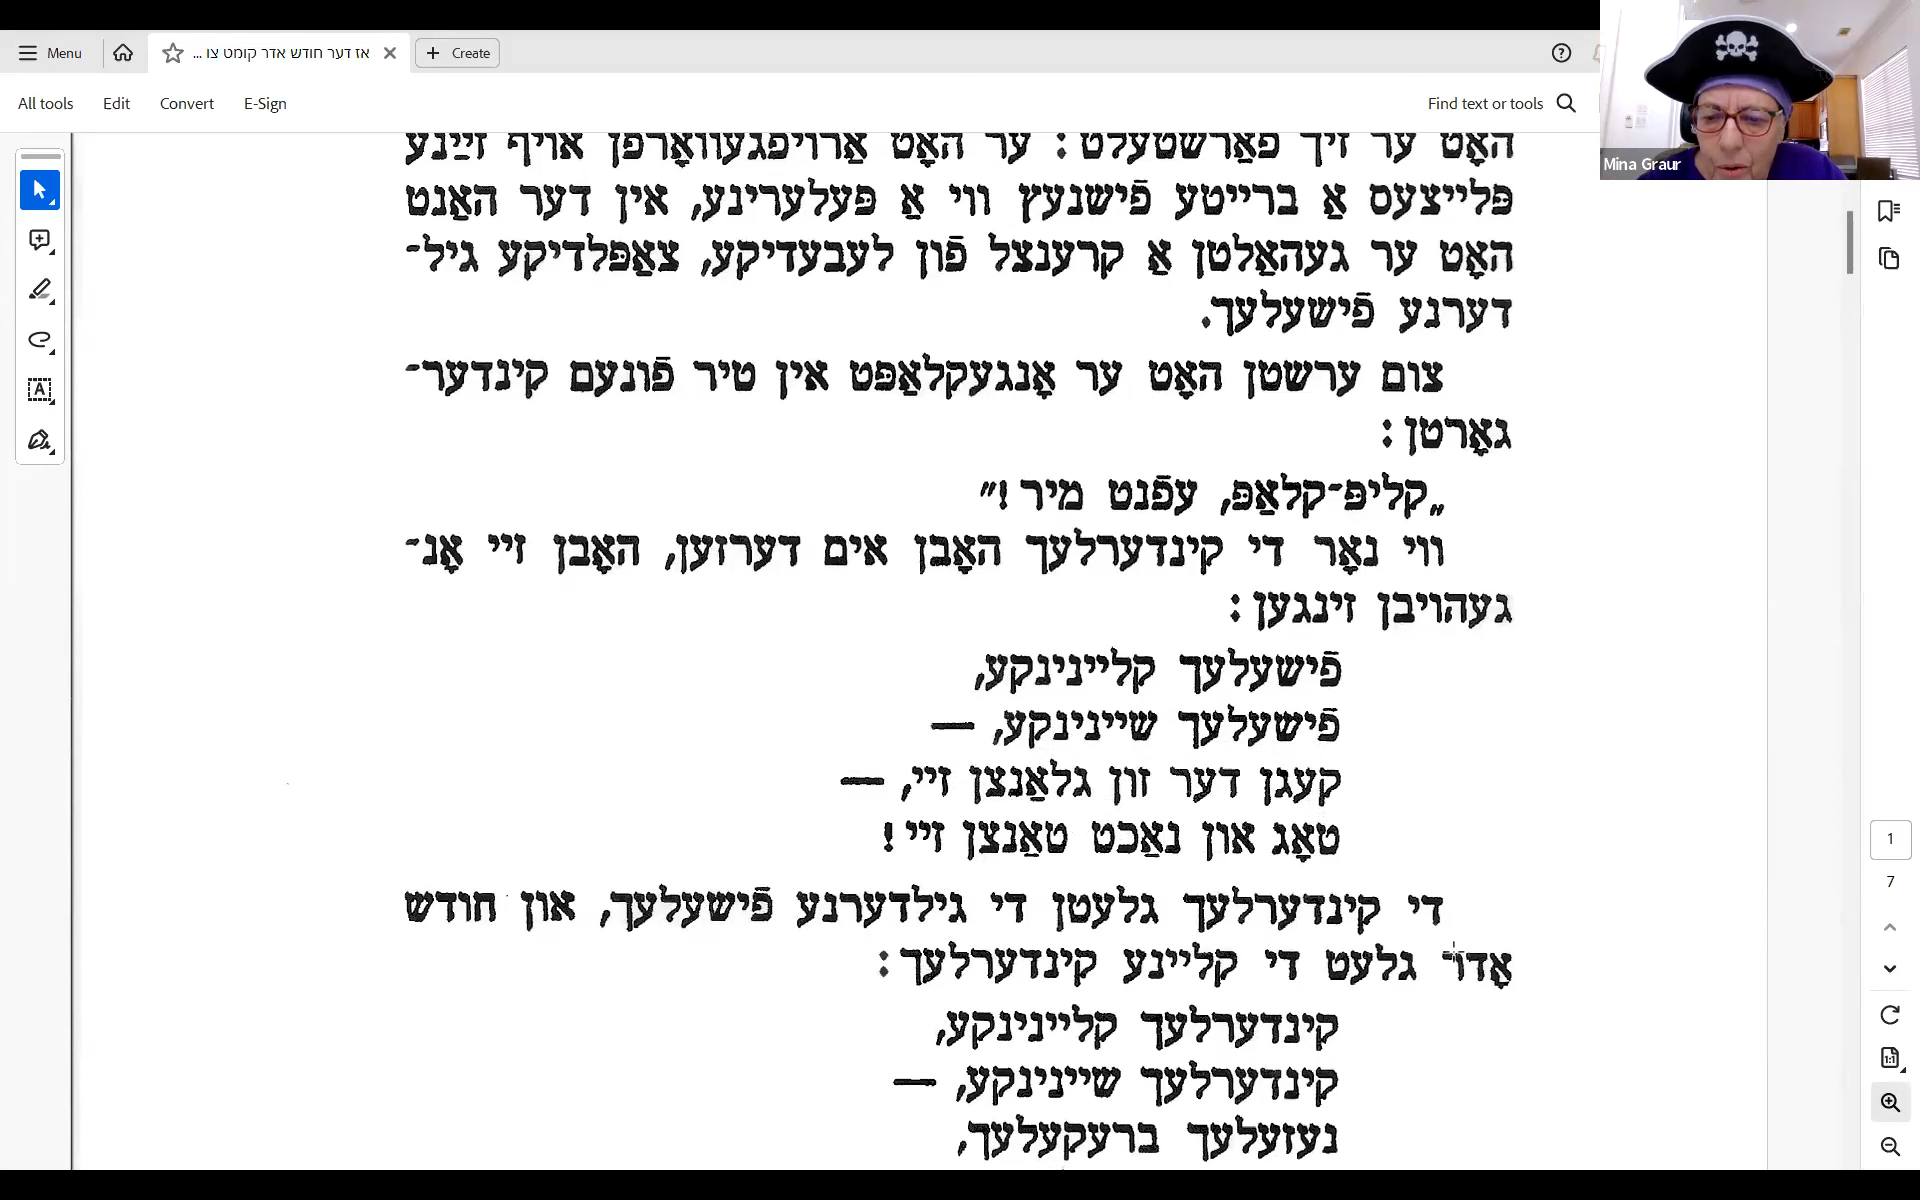 Menu
אז דער חודש אדר קומט צו ...
Create
All tools
Edit
Convert
E-Sign
Find text or tools
Mina Graur
האָט ער זיך פֿאַרשטעלט: ער האָט אַרויפגעוואָרפן אויף זײַנע
פּלייצעס אַ ברייטע פֿישנעץ ווי אַ פּעלערינע, אין דער האַנט
האָט ער געהאַלטן אַ קרענצל פֿון לעבעדיקע, צאַפּלדיקע גיל־
דערנע פֿישעלעך.
צום ערשטן האָט ער אָנגעקלאַפּט אין טיר פֿונעם קינדער־
גאָרטן:
„קליפּ־קלאַפּ, עפֿנט מיר!"
ווי נאָר די קינדערלעך האָבן אים דערזען, האָבן זיי אָנ־
געהויבן זינגען:
פֿישעלעך קליינינקע,
פֿישעלעך שיינינקע, —
קעגן דער זון גלאַנצן זיי, —
טאָג און נאַכט טאַנצן זיי!
די קינדערלעך גלעטן די גילדערנע פֿישעלעך, און חודש
אָדר גלעט די קליינע קינדערלעך:
קינדערלעך קליינינקע,
קינדערלעך שיינינקע, —
נעזעלעך ברעקעלעך,
1
7